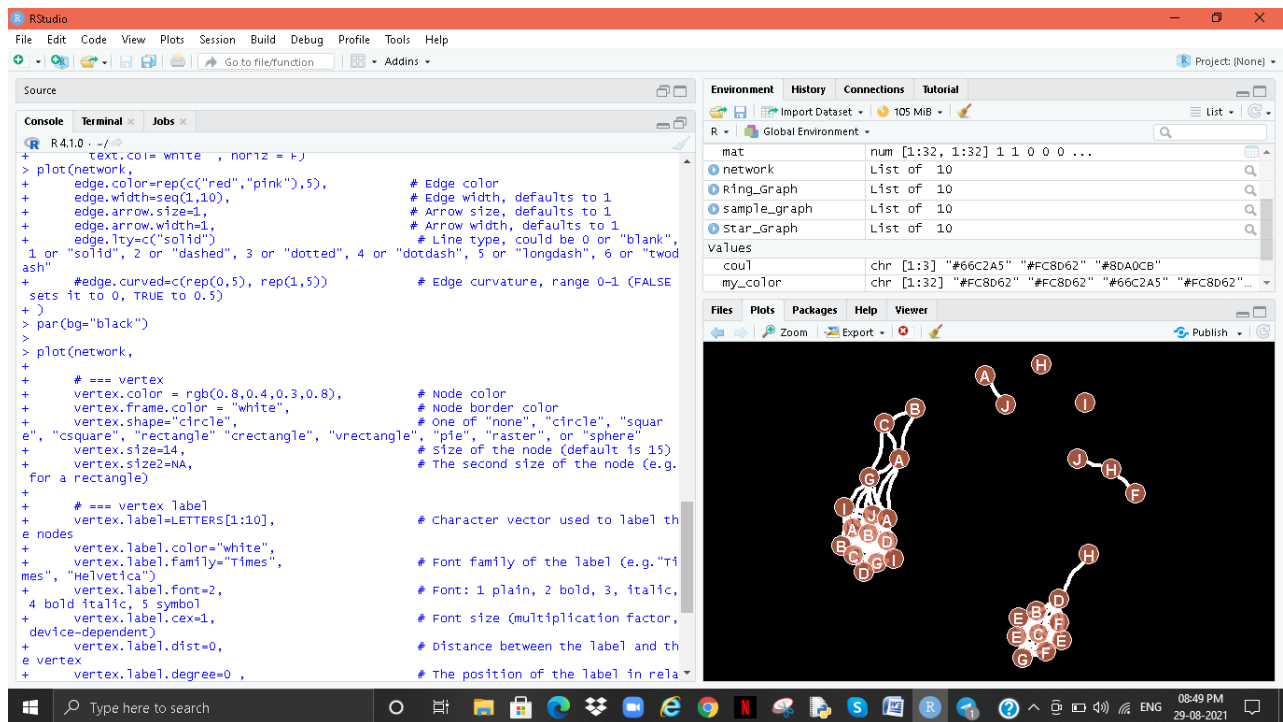 RStudio
File Edit Code View Plots Session Build Debug Profile Tools Help
Go to file/function Addins Project: (None)
Source
Console Terminal Jobs
R 4.1.0 · ~/
+ text.col= white , horiz = F)
> plot(network,
+ edge.color=rep(c("red","pink"),5), # Edge color
+ edge.width=seq(1,10), # Edge width, defaults to 1
+ edge.arrow.size=1, # Arrow size, defaults to 1
+ edge.arrow.width=1, # Arrow width, defaults to 1
+ edge.lty=c("solid") # Line type, could be 0 or "blank",
1 or "solid", 2 or "dashed", 3 or "dotted", 4 or "dotdash", 5 or "longdash", 6 or "twod
ash"
+ #edge.curved=c(rep(0,5), rep(1,5)) # Edge curvature, range 0-1 (FALSE
sets it to 0, TRUE to 0.5)
+ )
> par(bg="black")
>
> plot(network,
+
+ # === vertex
+ vertex.color = rgb(0.8,0.4,0.3,0.8), # Node color
+ vertex.frame.color = "white", # Node border color
+ vertex.shape="circle", # One of "none", "circle", "squar
e", "csquare", "rectangle" "crectangle", "vrectangle", "pie", "raster", or "sphere"
+ vertex.size=14, # Size of the node (default is 15)
+ vertex.size2=NA, # The second size of the node (e.g.
for a rectangle)
+
+ # === vertex label
+ vertex.label=LETTERS[1:10], # Character vector used to label th
e nodes
+ vertex.label.color="white",
+ vertex.label.family="Times", # Font family of the label (e.g."Ti
mes", "Helvetica")
+ vertex.label.font=2, # Font: 1 plain, 2 bold, 3, italic,
4 bold italic, 5 symbol
+ vertex.label.cex=1, # Font size (multiplication factor,
device-dependent)
+ vertex.label.dist=0, # Distance between the label and th
e vertex
+ vertex.label.degree=0 , # The position of the label in rela
Environment History Connections Tutorial
Import Dataset 105 MiB List
R Global Environment
mat num [1:32, 1:32] 1 1 0 0 0 ...
network List of 10
Ring_Graph List of 10
sample_graph List of 10
Star_Graph List of 10
Values
coul chr [1:3] "#66C2A5" "#FC8D62" "#8DA0CB"
my_color chr [1:32] "#FC8D62" "#FC8D62" "#66C2A5" "#FC8D62"...
Files Plots Packages Help Viewer
Zoom Export Publish
H
A
J I
B
C
A
G
J H
F
I J A
A B D
B C G I
D
H
D
E B F
E C E
G F
Type here to search
ENG 08:49 PM
29-08-2021